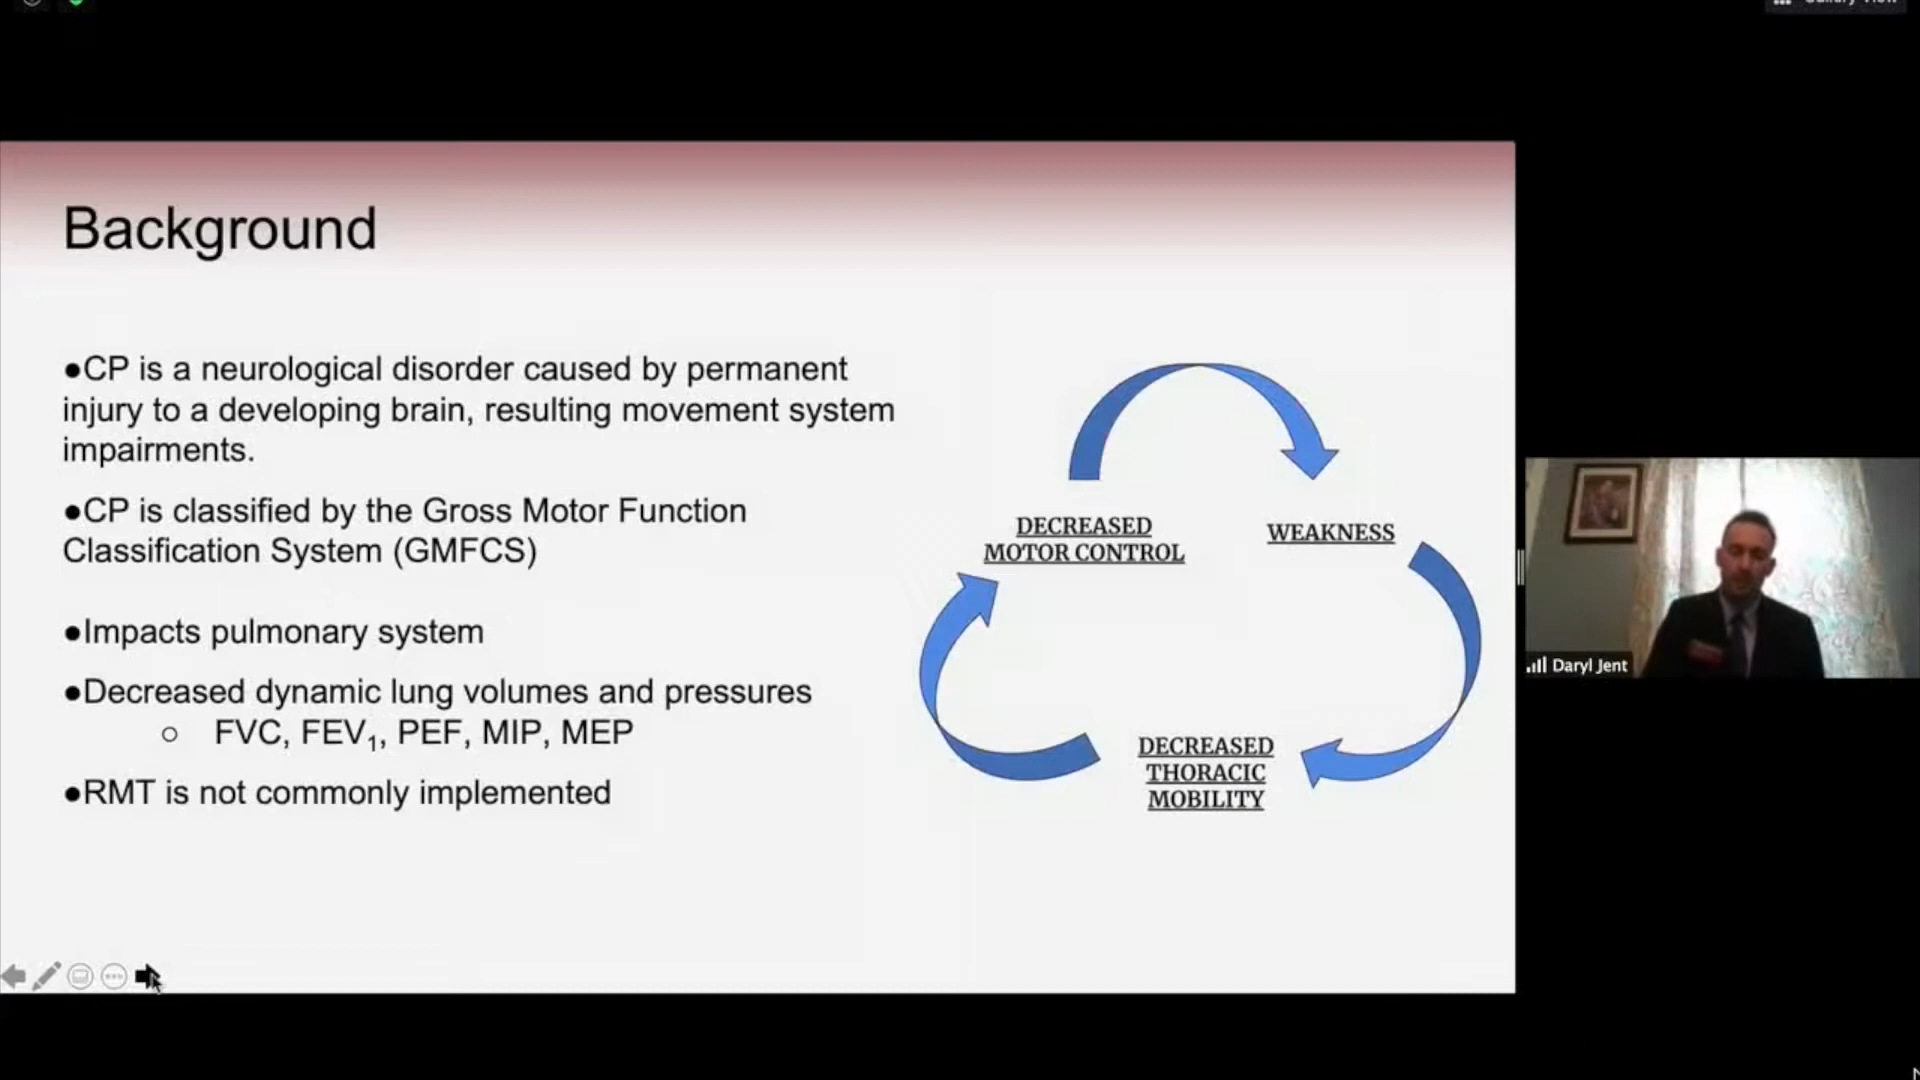 Background
●CP is a neurological disorder caused by permanent
injury to a developing brain, resulting movement system
impairments.
●CP is classified by the Gross Motor Function
Classification System (GMFCS)
●Impacts pulmonary system
●Decreased dynamic lung volumes and pressures
○ FVC, FEV₁, PEF, MIP, MEP
●RMT is not commonly implemented
DECREASED
MOTOR CONTROL
WEAKNESS
DECREASED
THORACIC
MOBILITY
Daryl Jent